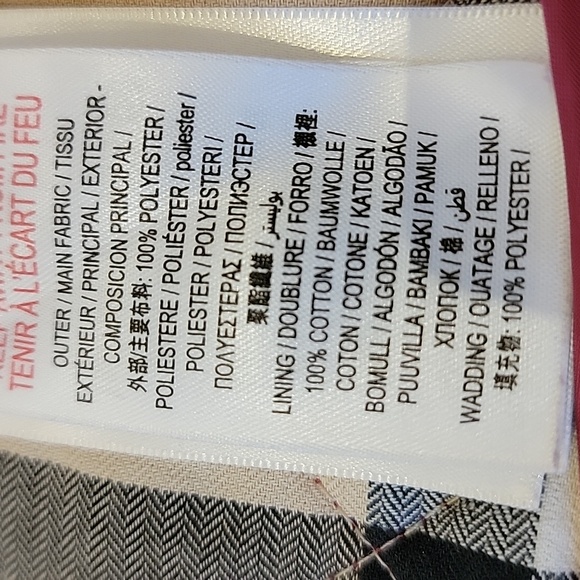 TENIR À L'ÉCART DU FEU
OUTER / MAIN FABRIC / TISSU
EXTÉRIEUR / PRINCIPAL / EXTERIOR -
COMPOSICION PRINCIPAL /
外部/主要布料: 100% POLYESTER /
POLIESTERE / POLIÉSTER / poliester /
POLIESTER / POLYESTERI /
ΠΟΛΥΕΣΤΕΡΑΣ / ПОЛИЭСТЕР /
聚酯纖維 / بوليستر /
LINING / DOUBLURE / FORRO / 襯裡:
100% COTTON / BAUMWOLLE /
COTON / COTONE / KATOEN /
BOMULL / ALGODÓN / ALGODÃO /
PUUVILLA / BAMBAKI / PAMUK /
ХЛОПОК / 棉 / قطن /
WADDING / OUATAGE / RELLENO /
填充物: 100% POLYESTER /